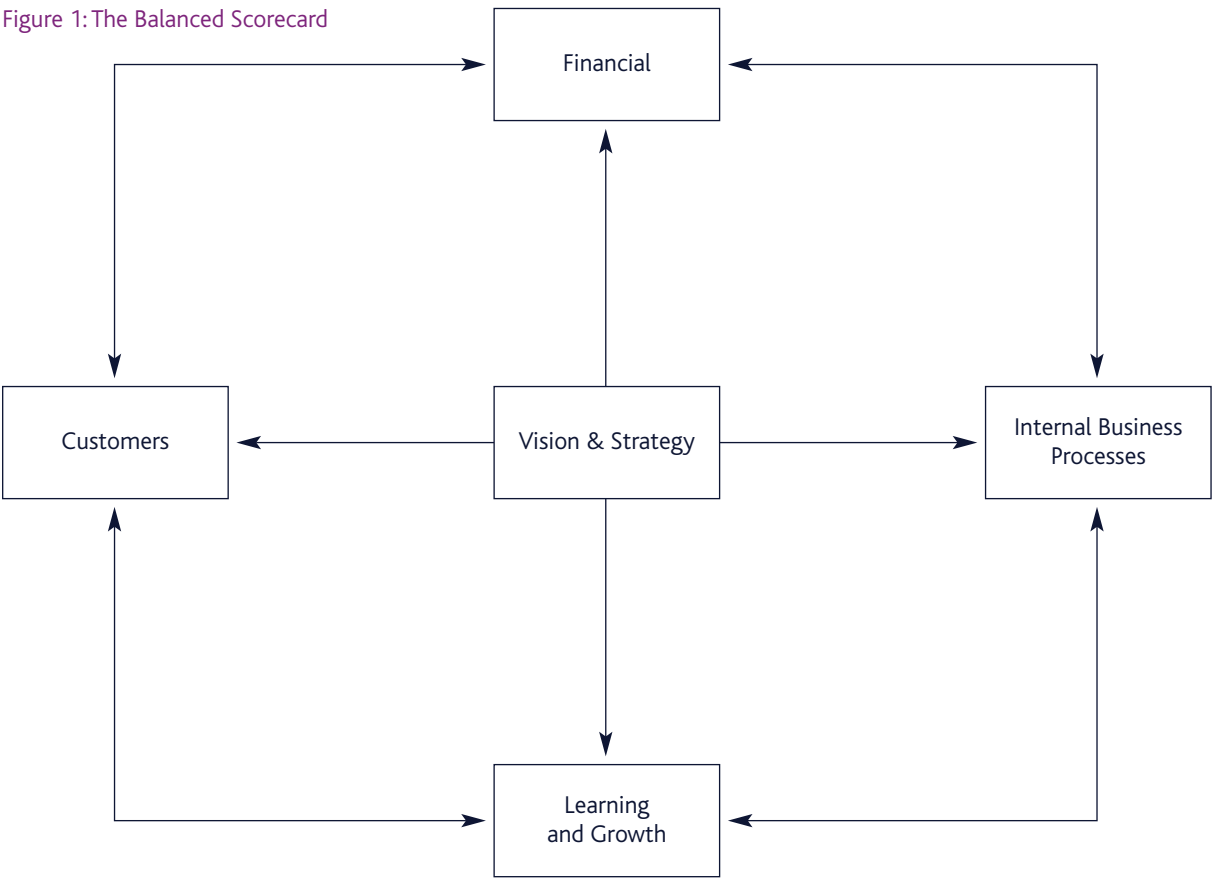 Figure 1: The Balanced Scorecard
Financial
Customers
Vision & Strategy
Internal Business
Processes
Learning
and Growth